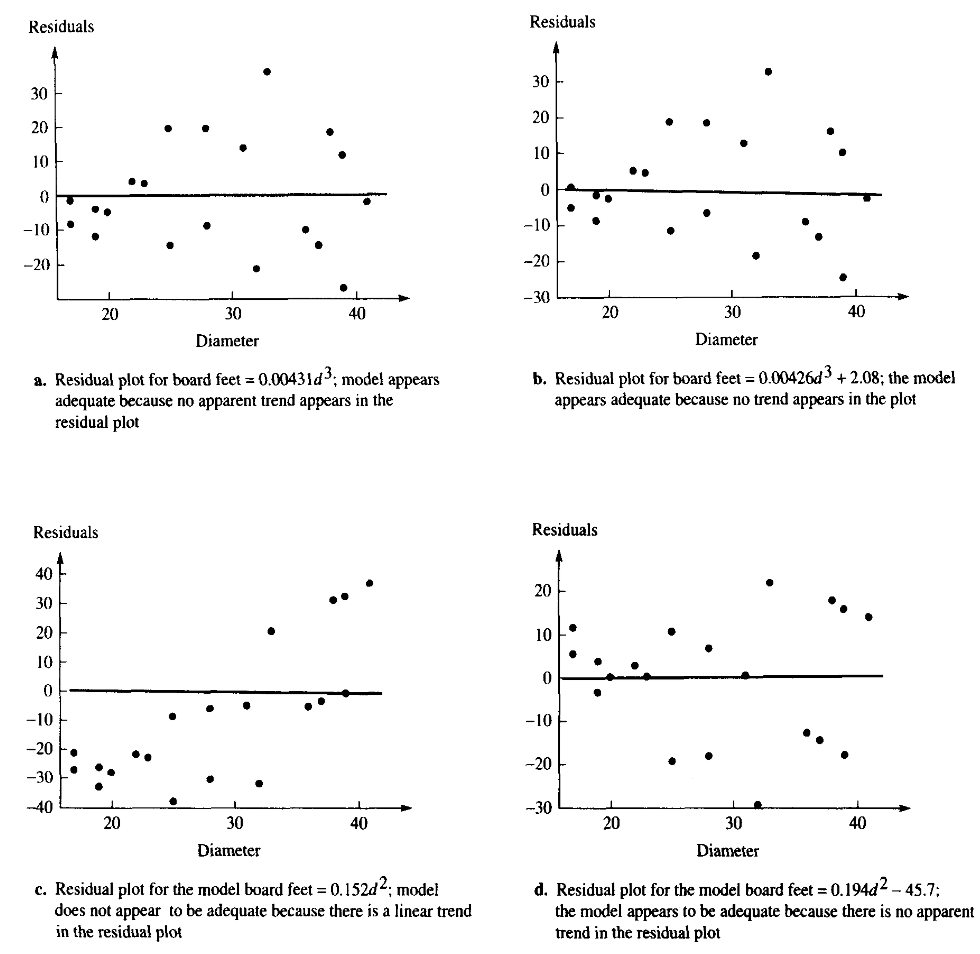 Residuals
30
20
10
0
−10
−20
20 30 40
Diameter
a. Residual plot for board feet = 0.00431d³; model appears
adequate because no apparent trend appears in the
residual plot
Residuals
30
20
10
0
−10
−20
−30
20 30 40
Diameter
b. Residual plot for board feet = 0.00426d³ + 2.08; the model
appears adequate because no trend appears in the plot
Residuals
40
30
20
10
0
−10
−20
−30
−40
20 30 40
Diameter
c. Residual plot for the model board feet = 0.152d²; model
does not appear to be adequate because there is a linear trend
in the residual plot
Residuals
20
10
0
−10
−20
−30
20 30 40
Diameter
d. Residual plot for the model board feet = 0.194d² − 45.7;
the model appears to be adequate because there is no apparent
trend in the residual plot